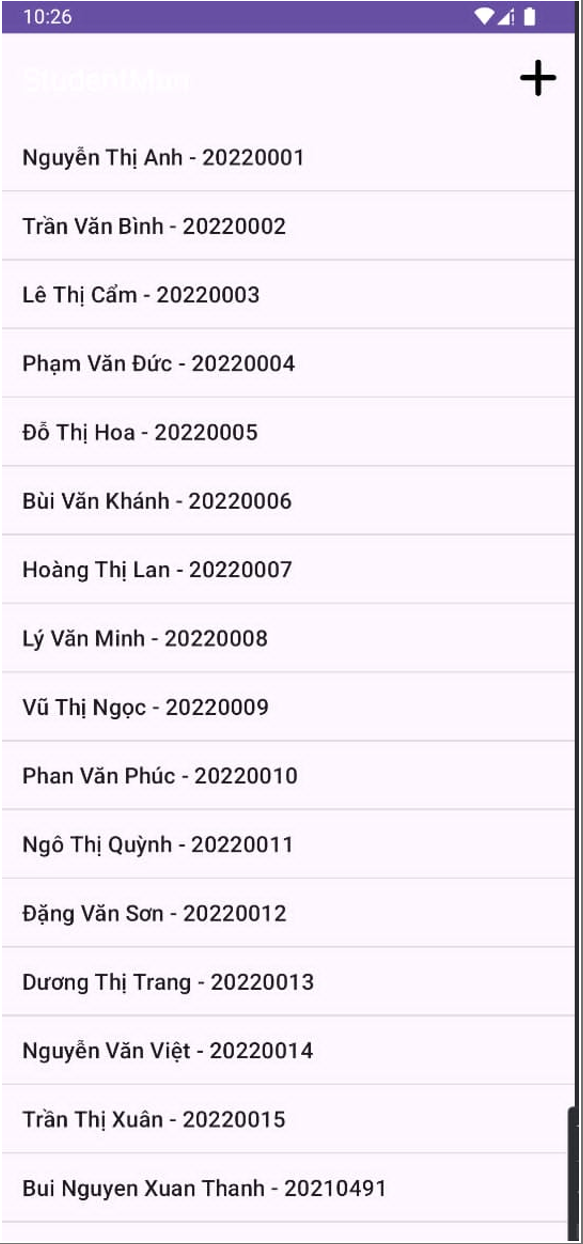 10:26
StudentMan
Nguyễn Thị Anh - 20220001
Trần Văn Bình - 20220002
Lê Thị Cẩm - 20220003
Phạm Văn Đức - 20220004
Đỗ Thị Hoa - 20220005
Bùi Văn Khánh - 20220006
Hoàng Thị Lan - 20220007
Lý Văn Minh - 20220008
Vũ Thị Ngọc - 20220009
Phan Văn Phúc - 20220010
Ngô Thị Quỳnh - 20220011
Đặng Văn Sơn - 20220012
Dương Thị Trang - 20220013
Nguyễn Văn Việt - 20220014
Trần Thị Xuân - 20220015
Bui Nguyen Xuan Thanh - 20210491